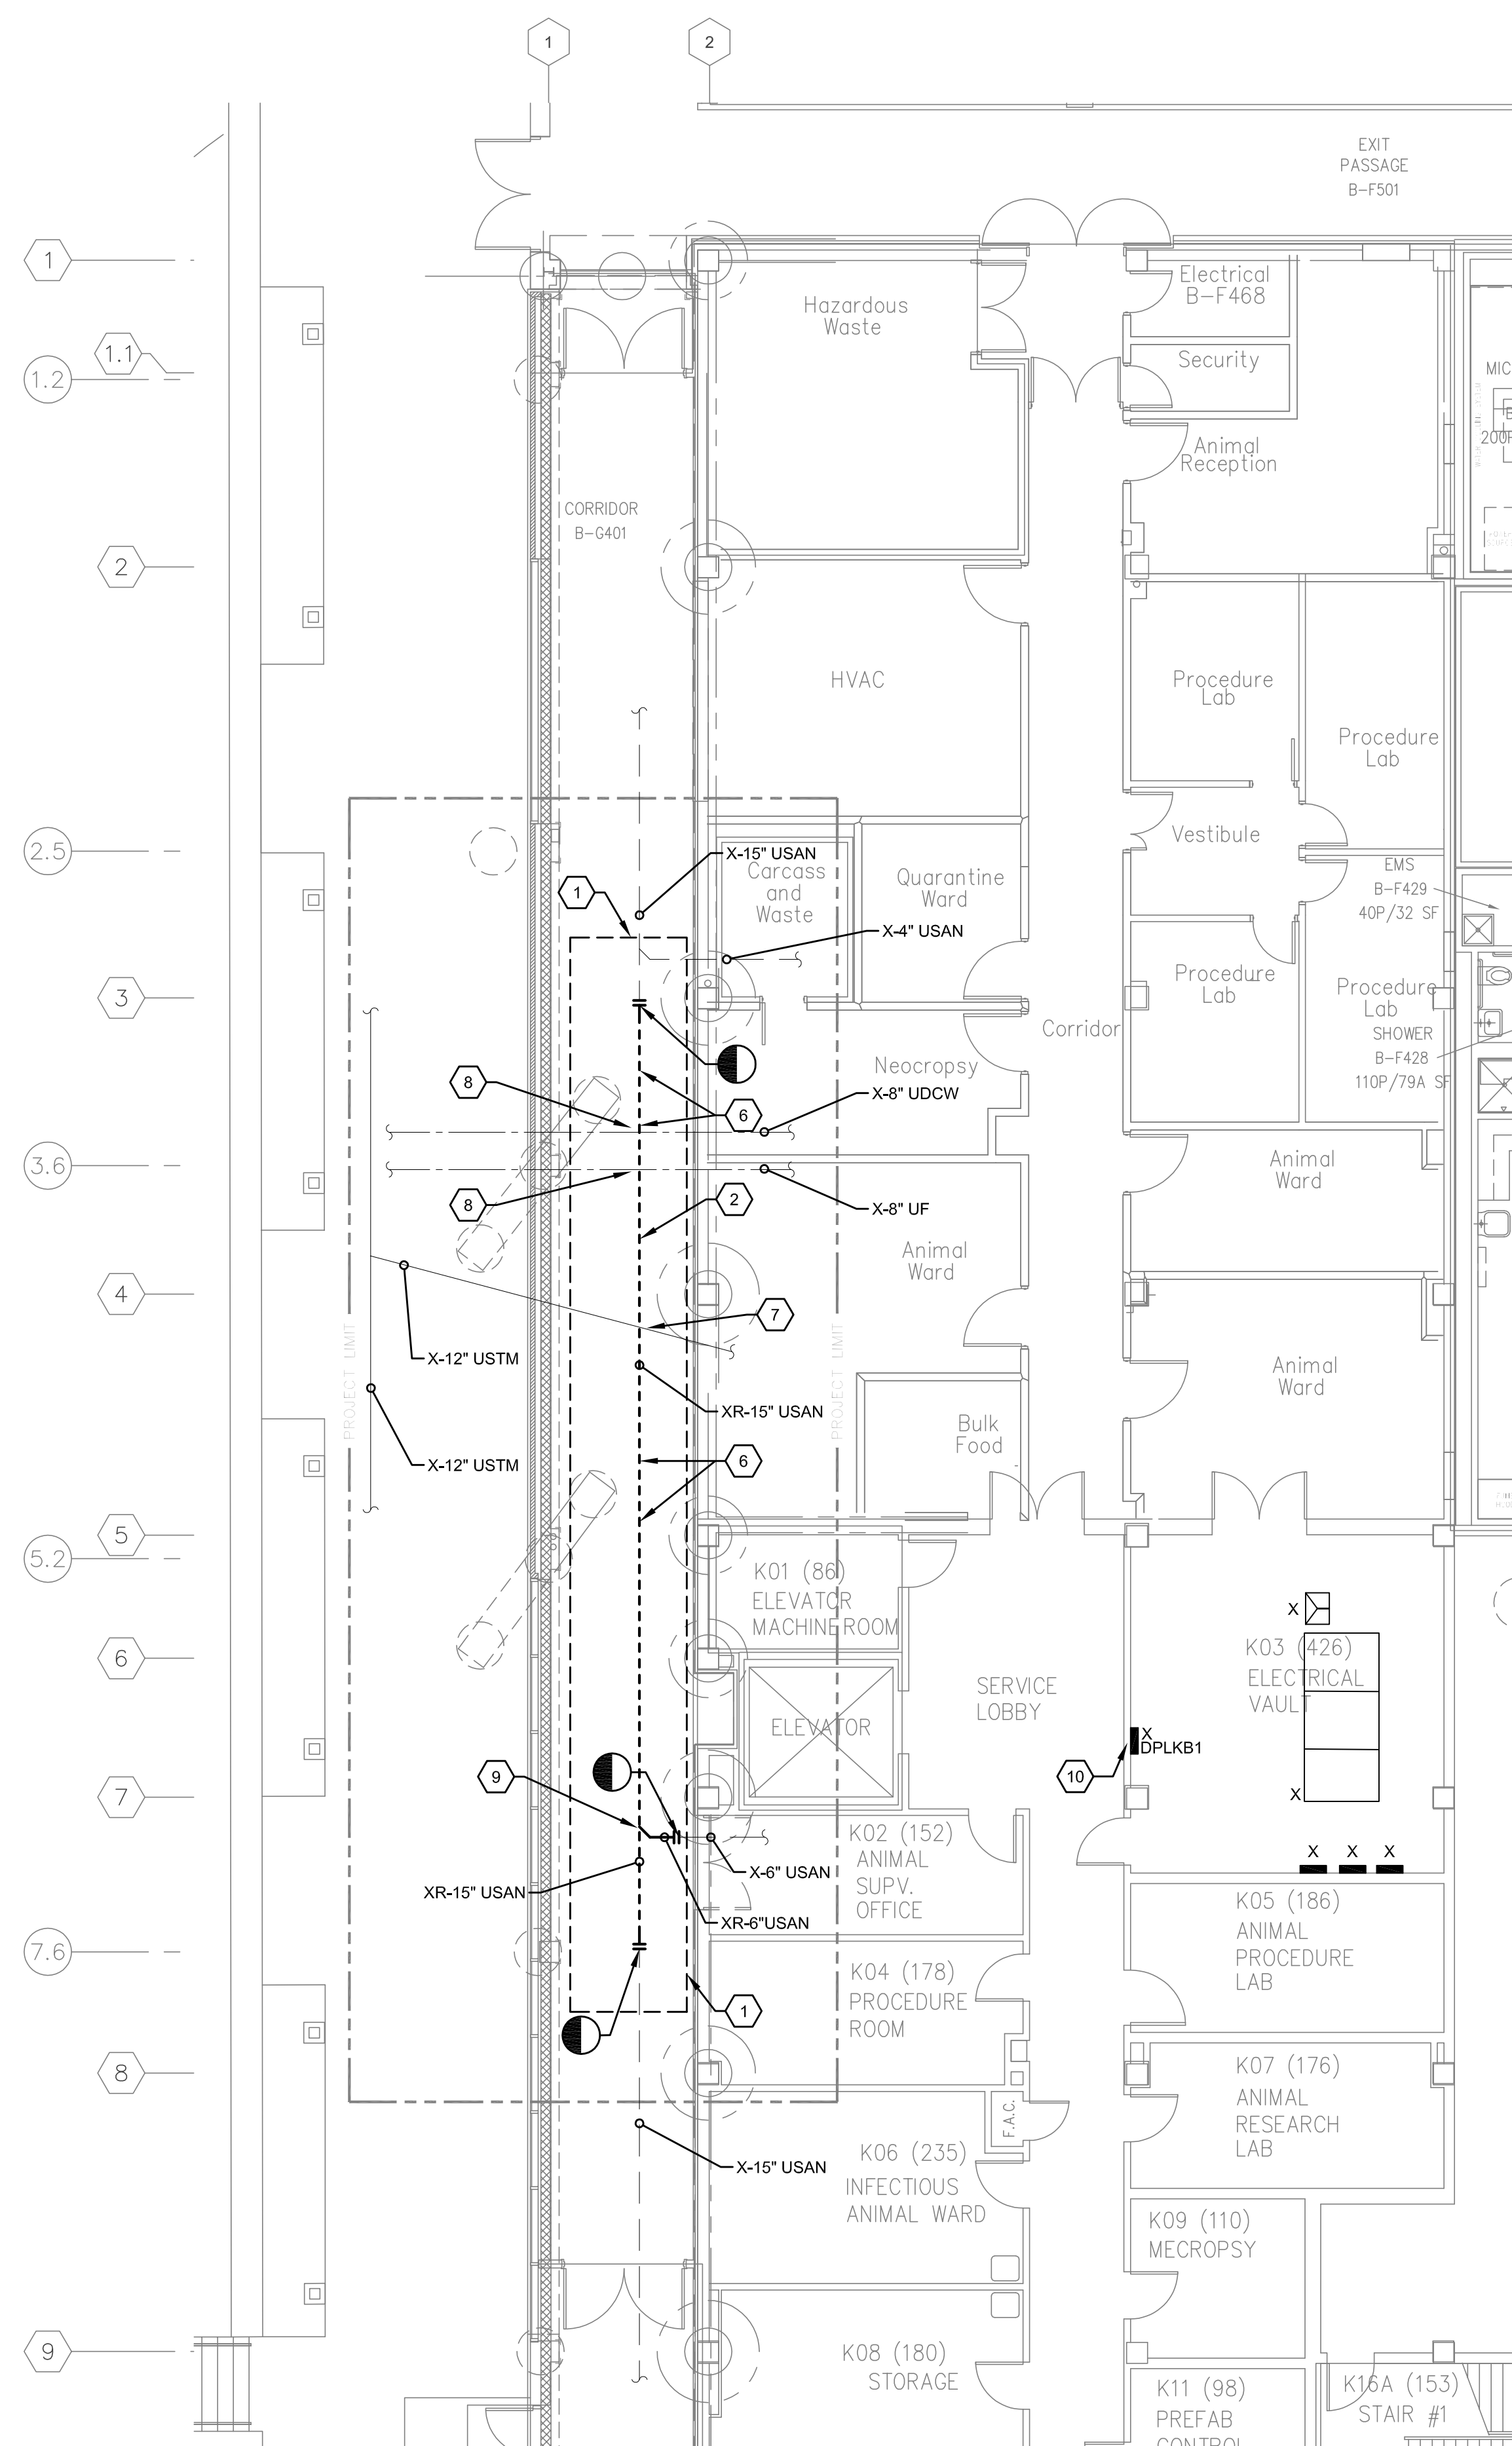 1
2
EXIT
PASSAGE
B-F501
1
1.1
1.2
Hazardous
Waste
Electrical
B-F468
Security
MIC
200F
Animal
Reception
CORRIDOR
B-G401
2
HVAC
Procedure
Lab
Procedure
Lab
2.5
X-15" USAN
Carcass
and
Waste
Quarantine
Ward
Vestibule
EMS
B-F429
40P/32 SF
1
X-4" USAN
3
Procedure
Lab
Procedure
Lab
Corridor
SHOWER
B-F428
110P/79A SF
Neocropsy
8
X-8" UDCW
6
3.6
Animal
Ward
8
2
X-8" UF
Animal
Ward
4
7
PROJECT LIMIT
PROJECT LIMIT
X-12" USTM
Animal
Ward
XR-15" USAN
Bulk
Food
X-12" USTM
6
5
5.2
K01 (86)
ELEVATOR
MACHINE ROOM
X
6
K03 (426)
ELECTRICAL
VAULT
SERVICE
LOBBY
ELEVATOR
X
DPLKB1
9
10
7
X
K02 (152)
ANIMAL
SUPV.
OFFICE
X X X
X-6" USAN
XR-15" USAN
XR-6"USAN
K05 (186)
ANIMAL
PROCEDURE
LAB
7.6
K04 (178)
PROCEDURE
ROOM
1
8
K07 (176)
ANIMAL
RESEARCH
LAB
F.A.C.
X-15" USAN
K06 (235)
INFECTIOUS
ANIMAL WARD
K09 (110)
MECROPSY
9
K08 (180)
STORAGE
K11 (98)
PREFAB
CONTROL
K16A (153)
STAIR #1